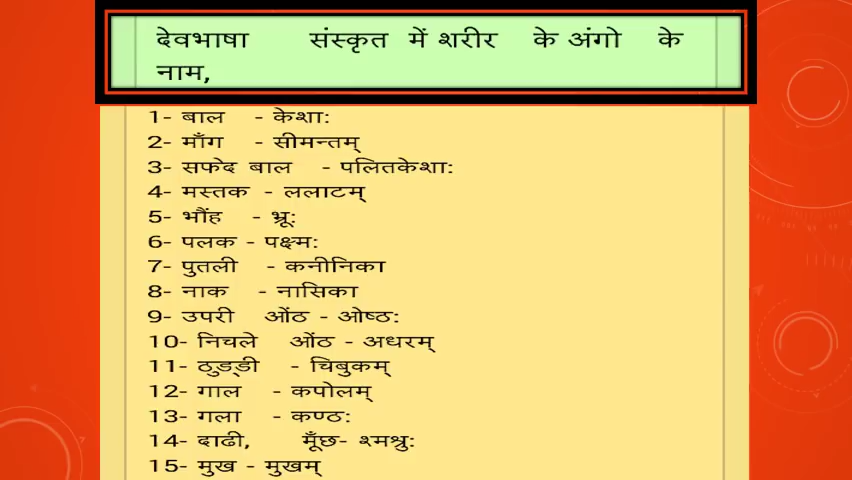 देवभाषा संस्कृत में शरीर के अंगो के
नाम,
1- बाल - केशा:
2- माँग - सीमन्तम्
3- सफेद बाल - पलितकेशा:
4- मस्तक - ललाटम्
5- भौंह - भ्रू:
6- पलक - पक्ष्म:
7- पुतली - कनीनिका
8- नाक - नासिका
9- उपरी ओंठ - ओष्ठ:
10- निचले ओंठ - अधरम्
11- ठुड्डी - चिबुकम्
12- गाल - कपोलम्
13- गला - कण्ठ:
14- दाढी, मूँछ- श्मश्रु:
15- मुख - मुखम्